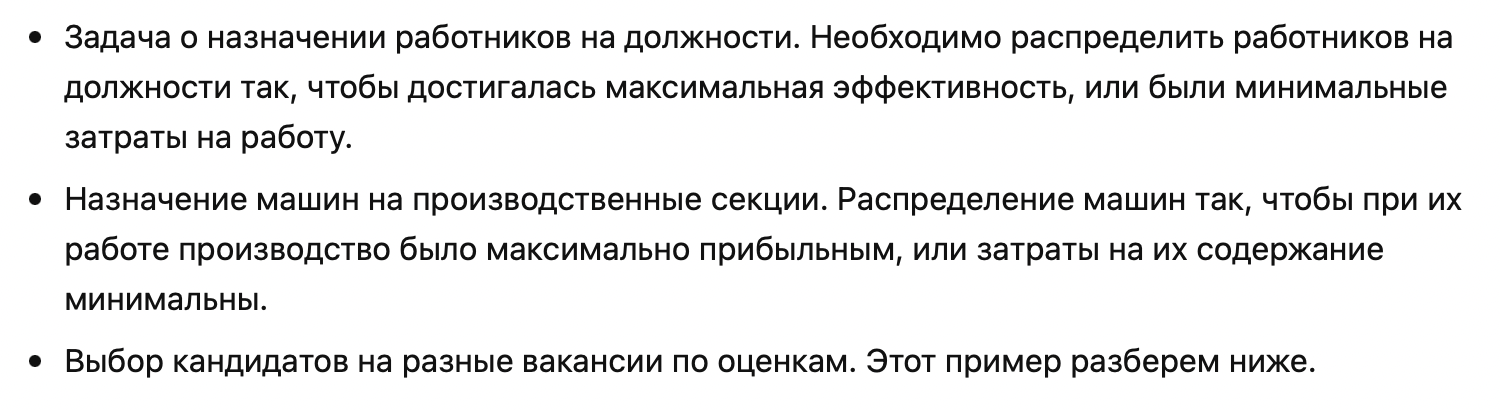 • Задача о назначении работников на должности. Необходимо распределить работников на
должности так, чтобы достигалась максимальная эффективность, или были минимальные
затраты на работу.
• Назначение машин на производственные секции. Распределение машин так, чтобы при их
работе производство было максимально прибыльным, или затраты на их содержание
минимальны.
• Выбор кандидатов на разные вакансии по оценкам. Этот пример разберем ниже.